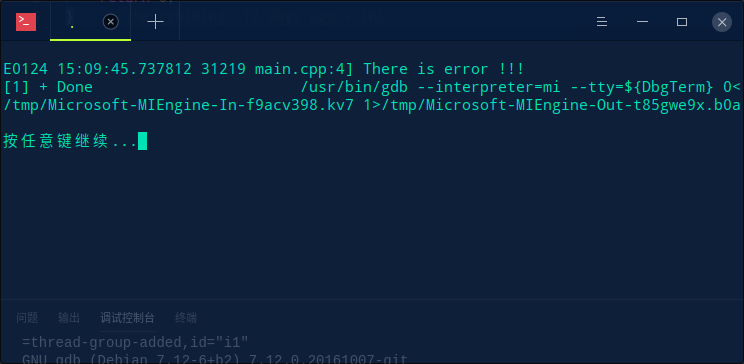 E0124 15:09:45.737812 31219 main.cpp:4] There is error !!!
[1] + Done                       /usr/bin/gdb --interpreter=mi --tty=${DbgTerm} 0<
/tmp/Microsoft-MIEngine-In-f9acv398.kv7 1>/tmp/Microsoft-MIEngine-Out-t85gwe9x.b0a
按任意键继续...
问题 输出 调试控制台 终端
=thread-group-added,id="i1"
GNU gdb (Debian 7.12-6+b2) 7.12.0.20161007-git